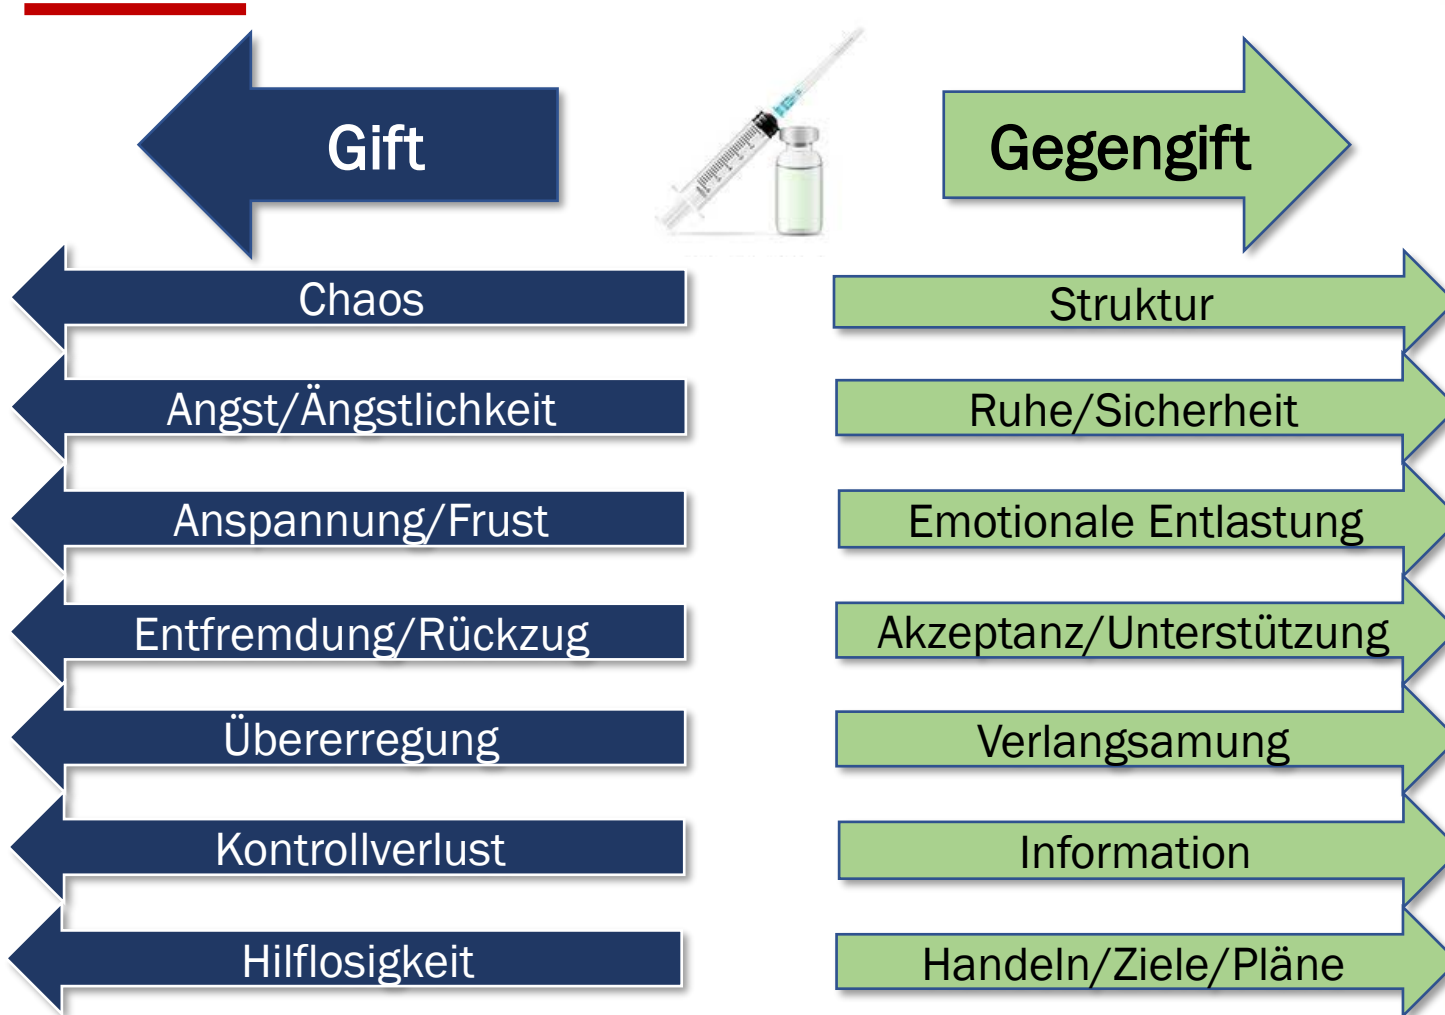 Gift
Gegengift
Chaos
Struktur
Angst/Ängstlichkeit
Ruhe/Sicherheit
Anspannung/Frust
Emotionale Entlastung
Entfremdung/Rückzug
Akzeptanz/Unterstützung
Übererregung
Verlangsamung
Kontrollverlust
Information
Hilflosigkeit
Handeln/Ziele/Pläne